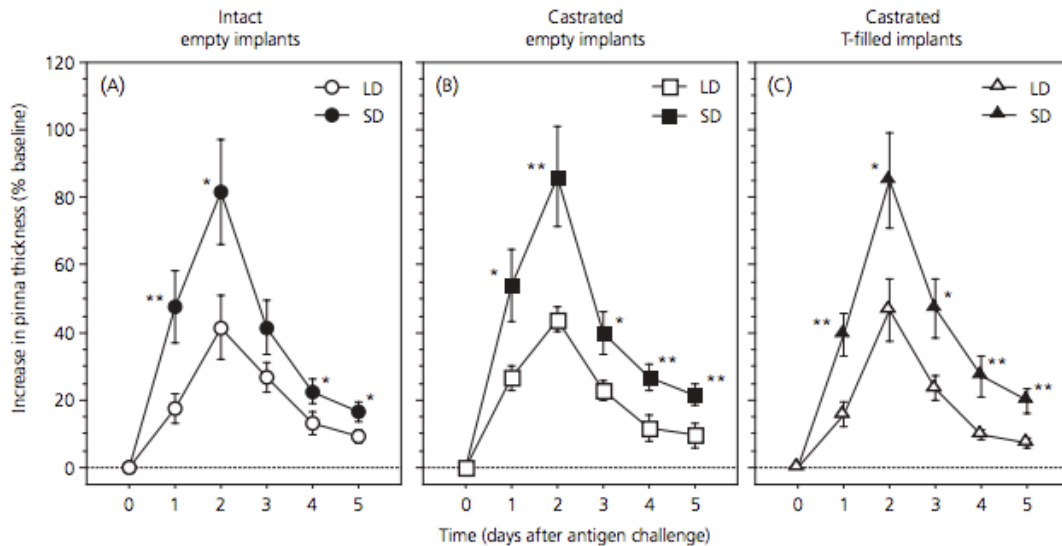 Intact
empty implants
Castrated
empty implants
Castrated
T-filled implants
Increase in pinna thickness (% baseline)
120
100
80
60
40
20
0
(A)
LD
SD
**
*
*
*
0 1 2 3 4 5
(B)
LD
SD
*
**
*
**
**
0 1 2 3 4 5
(C)
LD
SD
**
*
*
**
**
0 1 2 3 4 5
Time (days after antigen challenge)